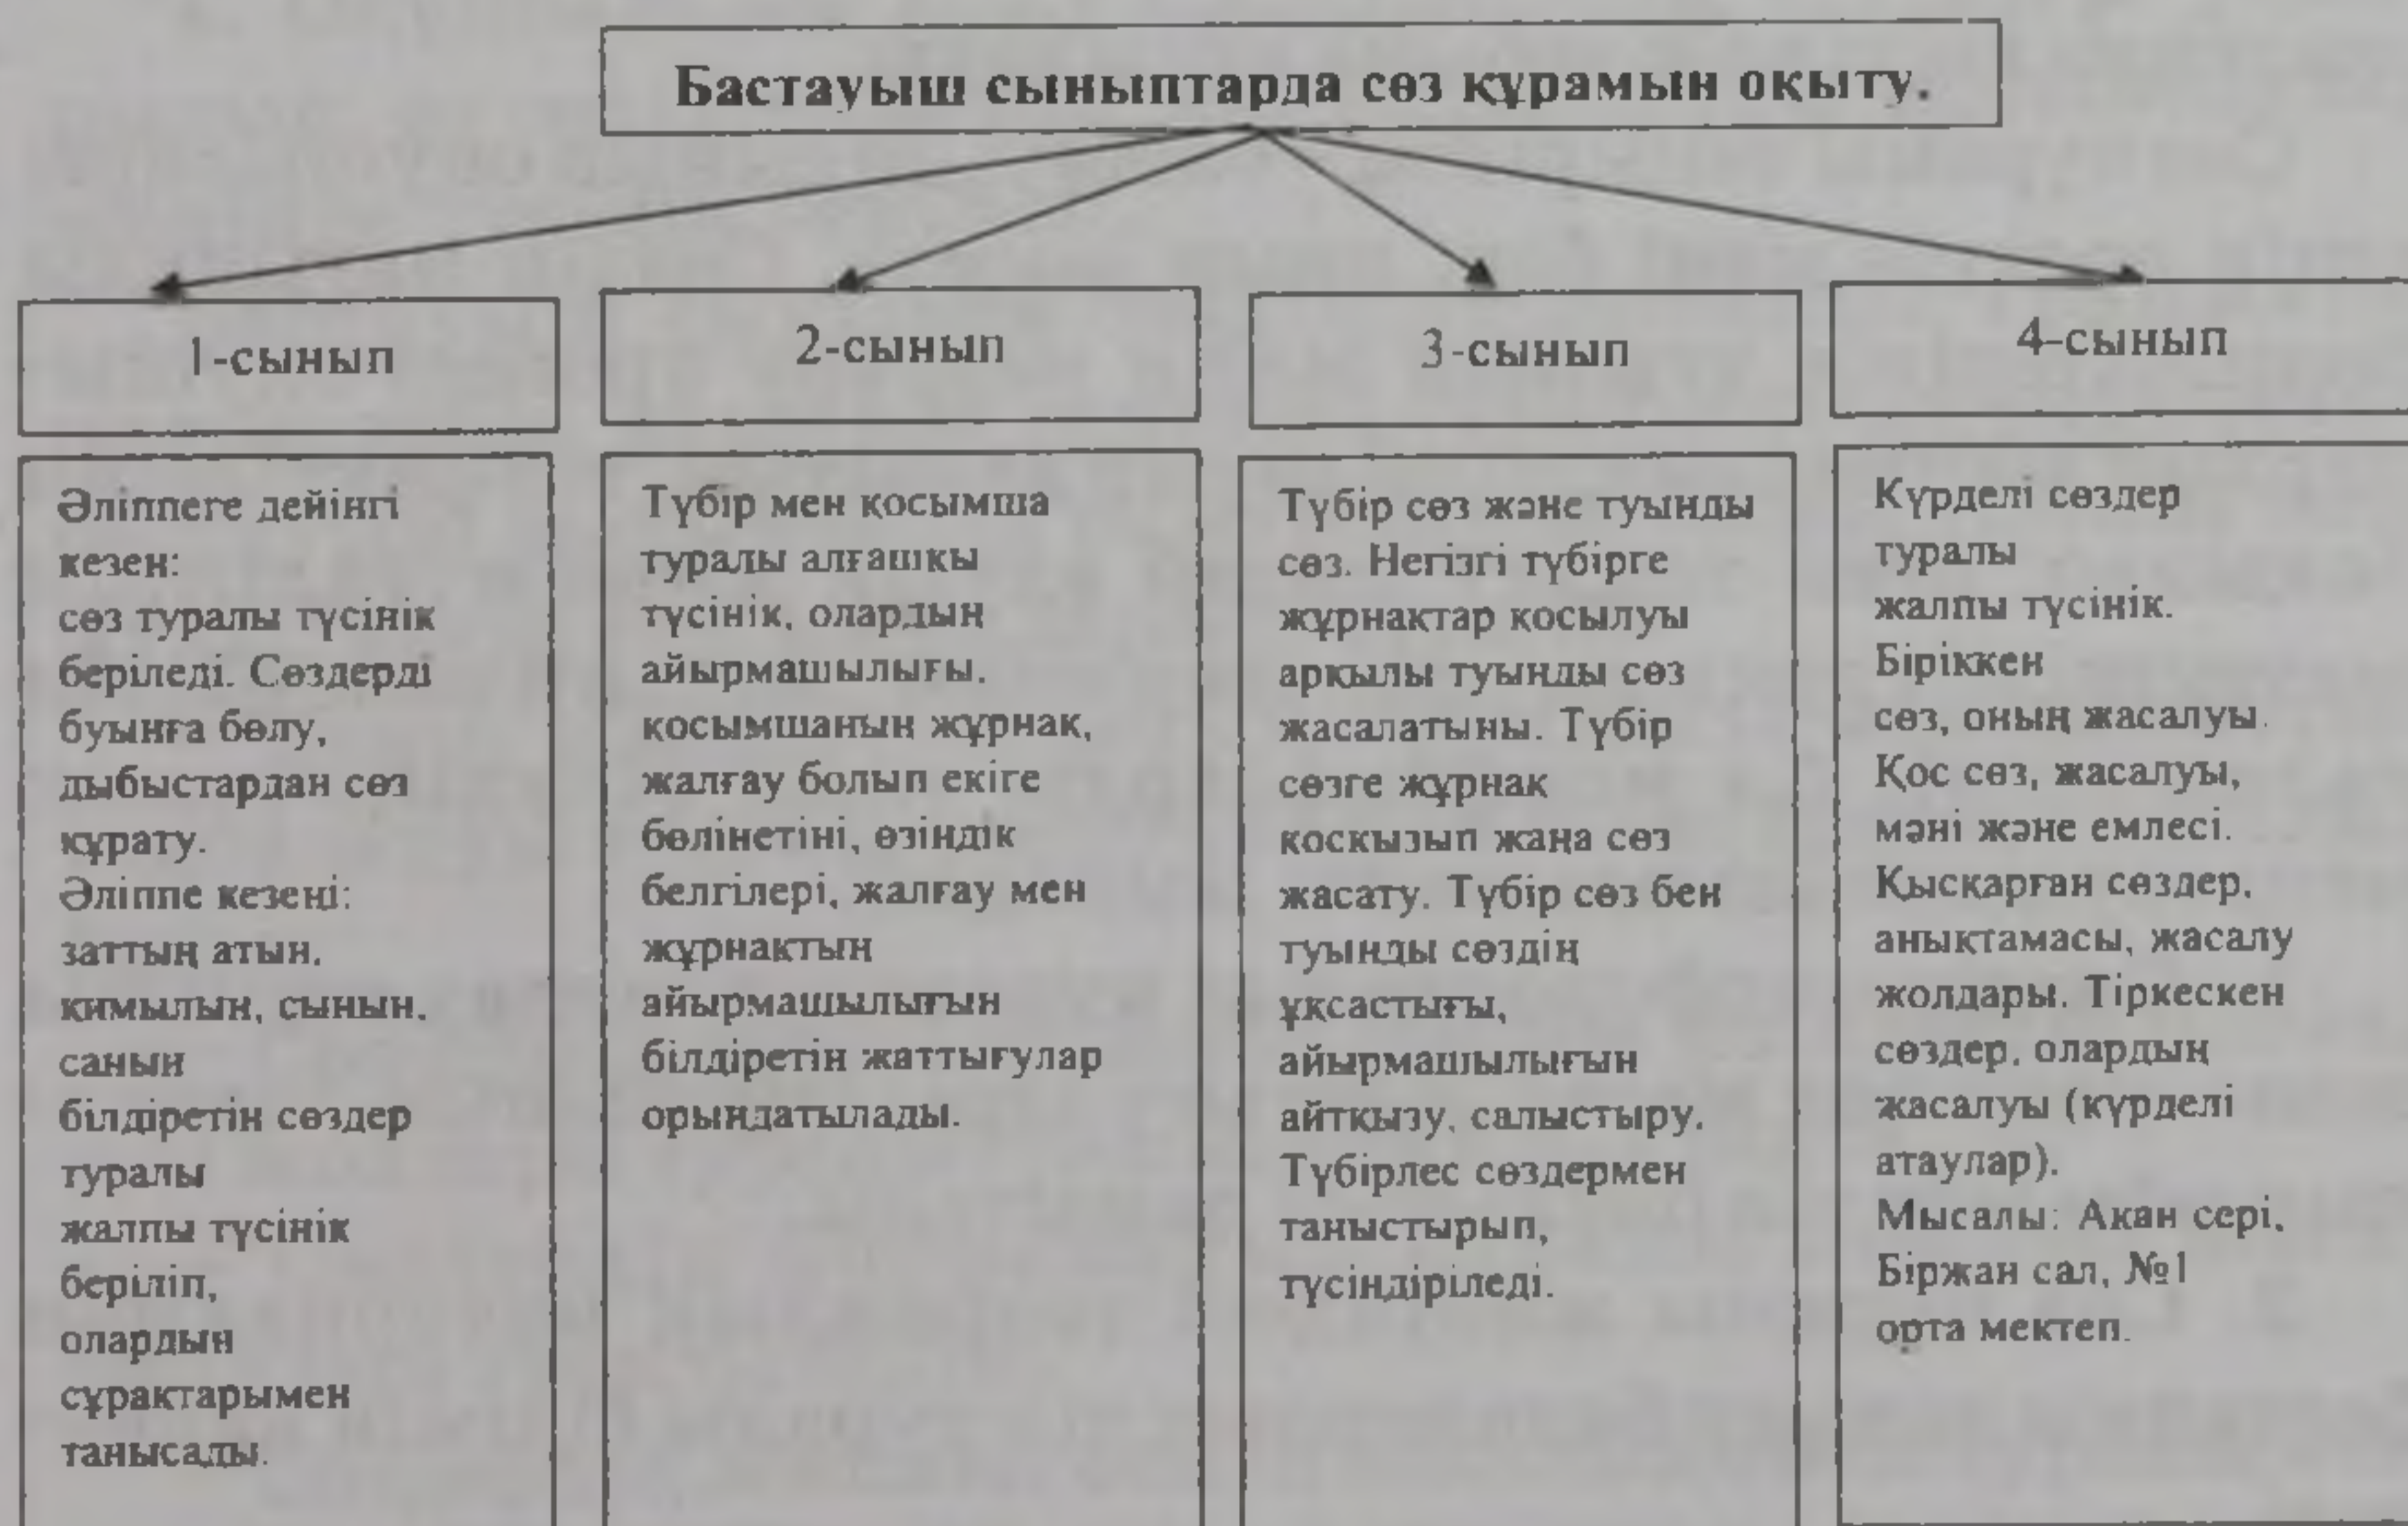 Бастауыш сыныптарда сөз құрамын оқыту.
1-сынып
Әліппеге дейінгі
кезен:
сөз туралы түсінік
беріледі. Сөздерді
буынға бөлу,
дыбыстардан сөз
құрату.
Әліппе кезеңі:
заттың атын,
қимылын, сынын,
санын
білдіретін сөздер
туралы
жалпы түсінік
беріліп,
олардын
сұрақтарымен
танысады.
2-сынып
Түбір мен қосымша
туралы алғашқы
түсінік, олардың
айырмашылығы,
қосымшанын жұрнақ,
жалғау болып екіге
бөлінетіні, өзіндік
белгілері, жалғау мен
жұрнақтын
айырмашылығын
білдіретін жаттығулар
орындатылады.
3-сынып
Түбір сөз және туынды
сөз. Негізгі түбірге
жұрнақтар қосылуы
арқылы туынды сөз
жасалатыны. Түбір
сөзге жұрнақ
қосқызып жаңа сөз
жасату. Түбір сөз бен
туынды сөздің
ұқсастығы,
айырмашылығын
айтқызу, салыстыру.
Түбірлес сөздермен
таныстырып,
түсіндіріледі.
4-сынып
Күрделі сөздер
туралы
жалпы түсінік.
Біріккен
сөз, оның жасалуы.
Қос сөз, жасалуы,
мәні және емлесі.
Қысқарған сөздер,
анықтамасы, жасалу
жолдары. Тіркескен
сөздер, олардың
жасалуы (күрделі
атаулар).
Мысалы: Ақан сері,
Біржан сал, №1
орта мектеп.